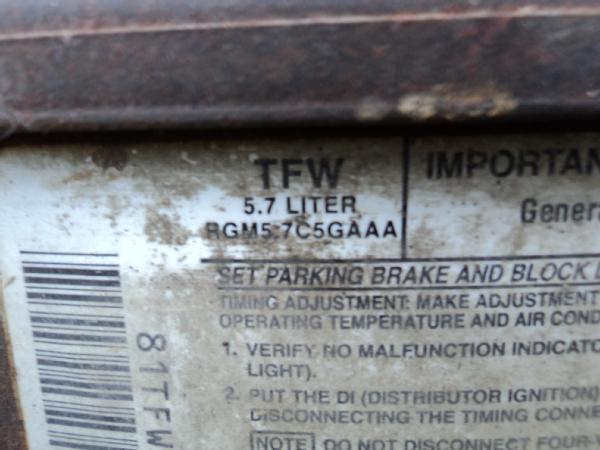 TFW
5.7 LITER
RGM5.7C5GAAA
IMPORTAN
Genera
SET PARKING BRAKE AND BLOCK D
TIMING ADJUSTMENT: MAKE ADJUSTMENT
OPERATING TEMPERATURE AND AIR COND
1. VERIFY NO MALFUNCTION INDICATO
LIGHT).
2. PUT THE DI (DISTRIBUTOR IGNITION)
DISCONNECTING THE TIMING CONNE
NOTE DO NOT DISCONNECT FOUR-W
81TFW